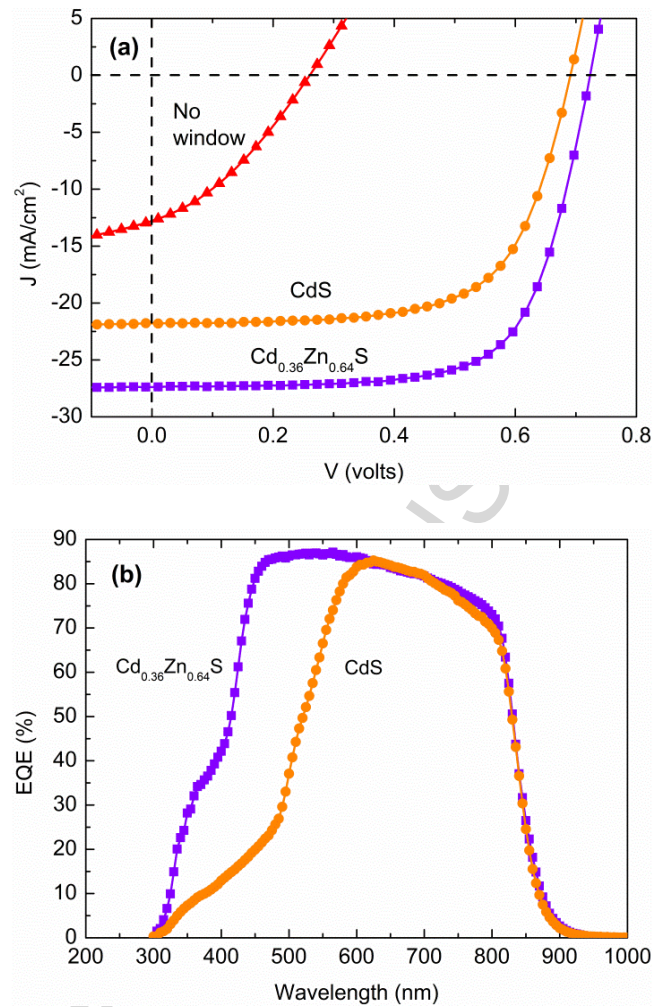 (a)
5
0
-5
-10
-15
-20
-25
-30
J (mA/cm²)
No
window
CdS
Cd₀.₃₆Zn₀.₆₄S
0.0 0.2 0.4 0.6 0.8
V (volts)
(b)
90
80
70
60
50
40
30
20
10
0
EQE (%)
Cd₀.₃₆Zn₀.₆₄S
CdS
200 300 400 500 600 700 800 900 1000
Wavelength (nm)